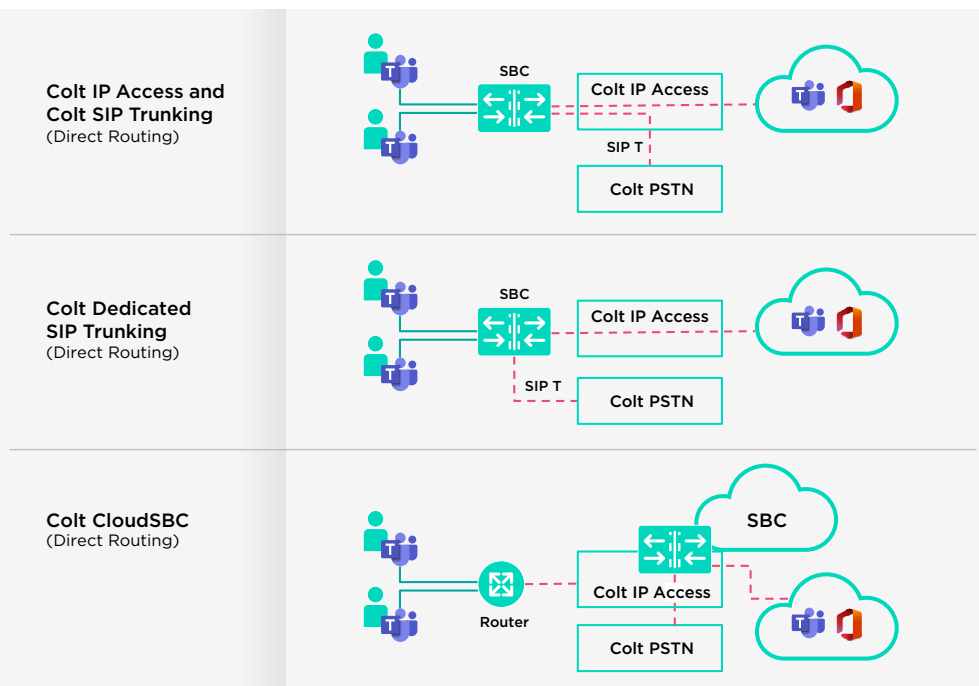 Colt IP Access and
Colt SIP Trunking
(Direct Routing)
T
T
SBC
Colt IP Access
SIP T
Colt PSTN
T
Colt Dedicated
SIP Trunking
(Direct Routing)
T
T
SBC
Colt IP Access
SIP T
Colt PSTN
T
Colt CloudSBC
(Direct Routing)
T
T
Router
SBC
Colt IP Access
Colt PSTN
T